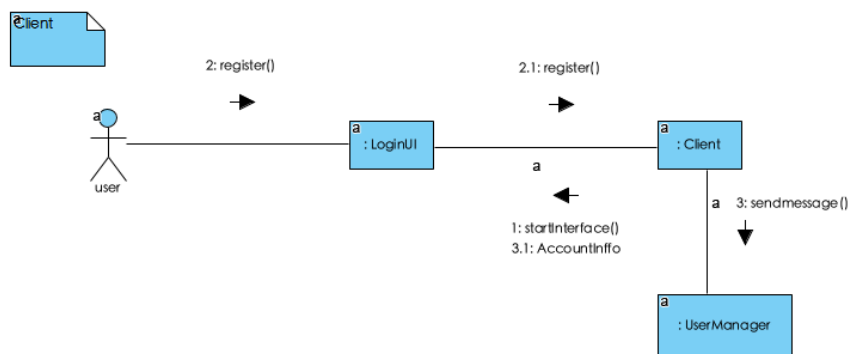 a
Client
2: register()
2.1: register()
a
user
a
: LoginUI
a
a
: Client
1: startInterface()
3.1: AccountInffo
a
3: sendmessage()
a
: UserManager